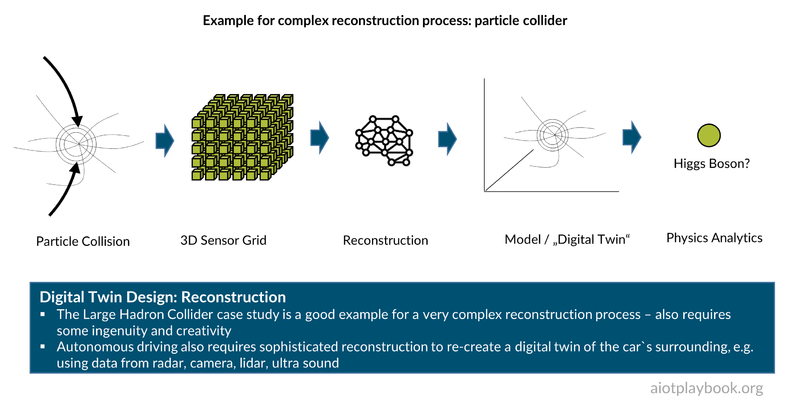 Example for complex reconstruction process: particle collider
Higgs Boson?
Particle Collision
3D Sensor Grid
Reconstruction
Model / „Digital Twin“
Physics Analytics
Digital Twin Design: Reconstruction
▪ The Large Hadron Collider case study is a good example for a very complex reconstruction process – also requires
some ingenuity and creativity
▪ Autonomous driving also requires sophisticated reconstruction to re-create a digital twin of the car`s surrounding, e.g.
using data from radar, camera, lidar, ultra sound
aiotplaybook.org